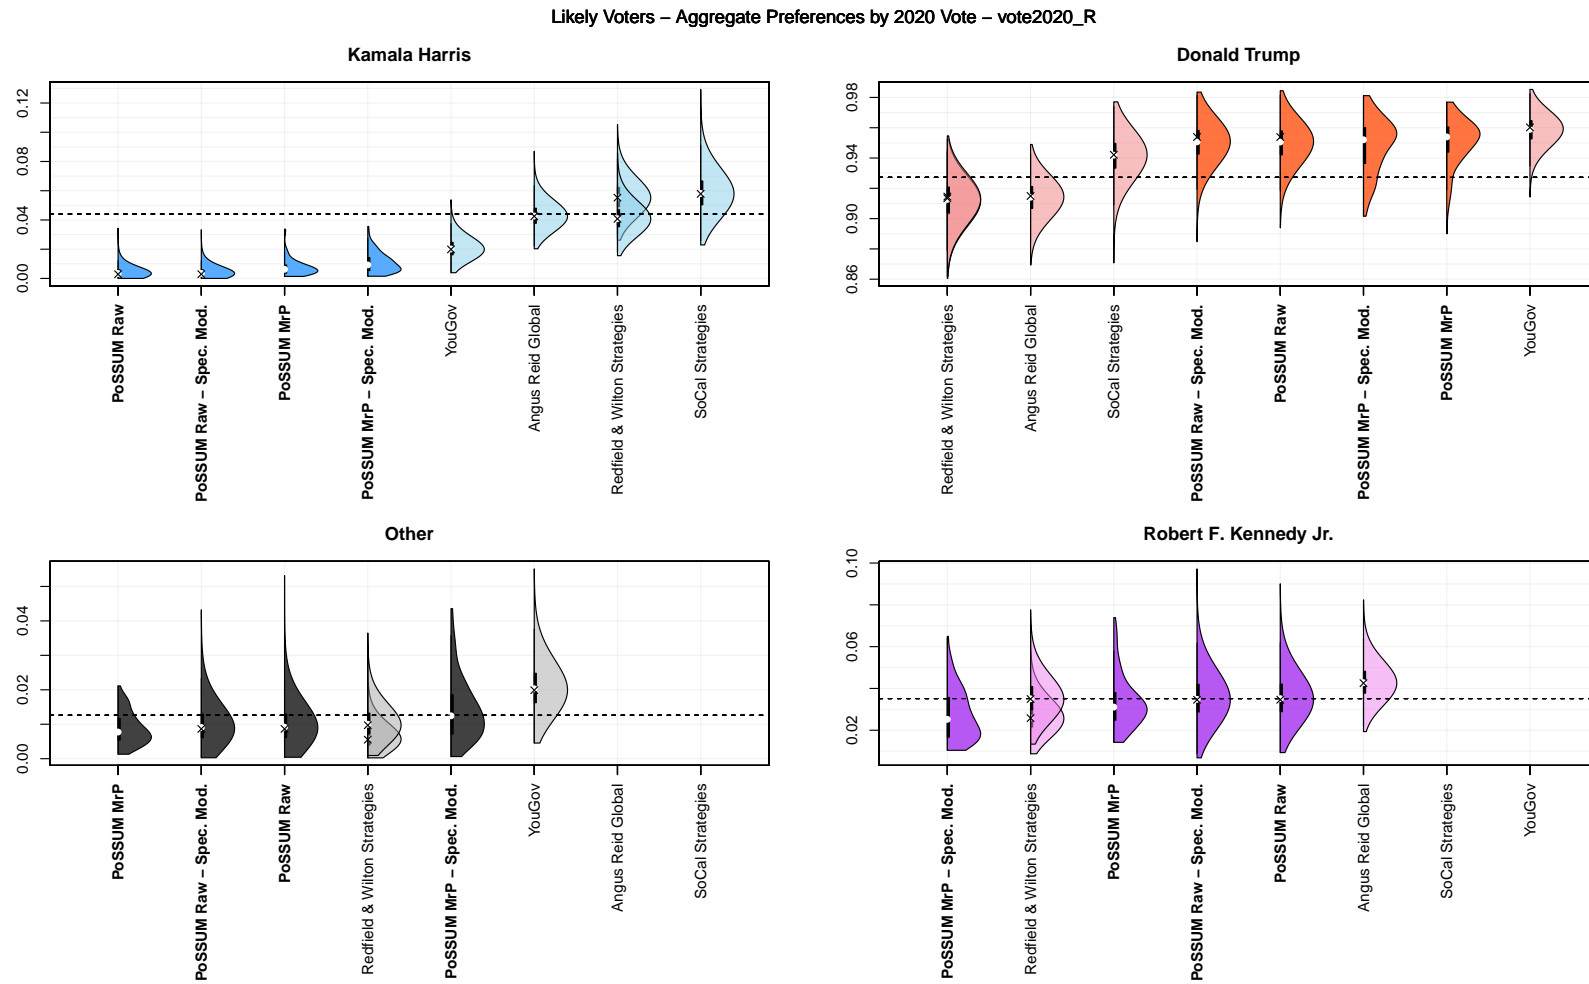 Likely Voters – Aggregate Preferences by 2020 Vote – vote2020_R
Kamala Harris
0.00
0.04
0.08
0.12
PoSSUM Raw
PoSSUM Raw – Spec. Mod.
PoSSUM MrP
PoSSUM MrP – Spec. Mod.
YouGov
Angus Reid Global
Redfield & Wilton Strategies
SoCal Strategies
Donald Trump
0.86
0.90
0.94
0.98
Redfield & Wilton Strategies
Angus Reid Global
SoCal Strategies
PoSSUM Raw – Spec. Mod.
PoSSUM Raw
PoSSUM MrP – Spec. Mod.
PoSSUM MrP
YouGov
Other
0.00
0.02
0.04
PoSSUM MrP
PoSSUM Raw – Spec. Mod.
PoSSUM Raw
Redfield & Wilton Strategies
PoSSUM MrP – Spec. Mod.
YouGov
Angus Reid Global
SoCal Strategies
Robert F. Kennedy Jr.
0.02
0.06
0.10
PoSSUM MrP – Spec. Mod.
Redfield & Wilton Strategies
PoSSUM MrP
PoSSUM Raw – Spec. Mod.
PoSSUM Raw
Angus Reid Global
SoCal Strategies
YouGov